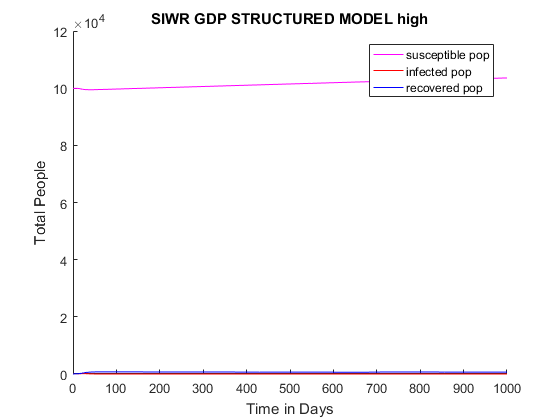 SIWR GDP STRUCTURED MODEL high
×10^4
12
10
8
6
4
2
0
Total People
susceptible pop
infected pop
recovered pop
0 100 200 300 400 500 600 700 800 900 1000
Time in Days